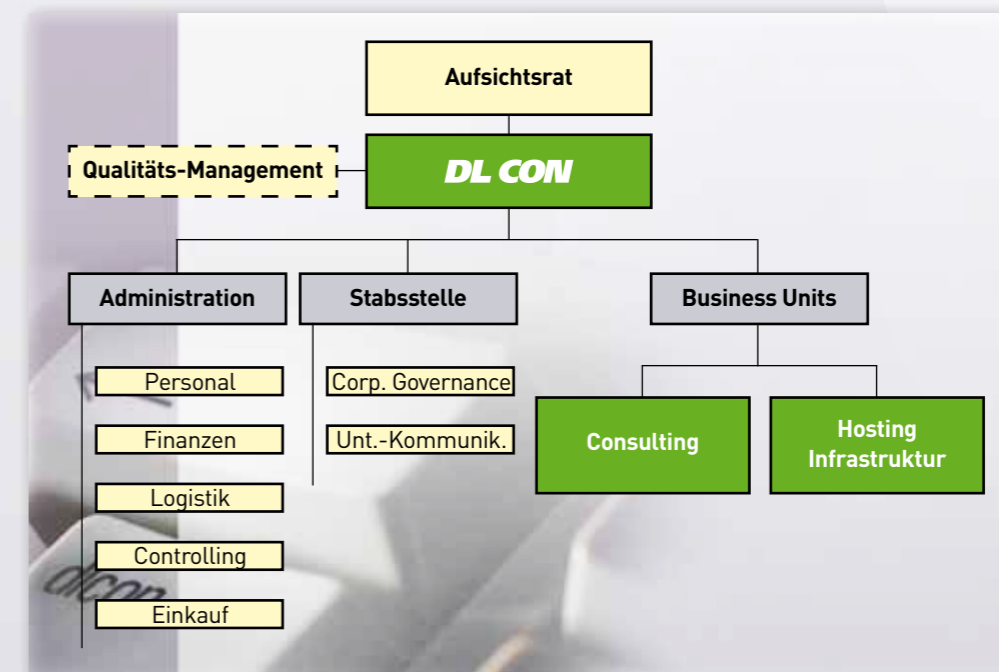 Aufsichtsrat
Qualitäts-Management
DL CON
Administration
Stabsstelle
Business Units
Personal
Finanzen
Logistik
Controlling
Einkauf
Corp. Governance
Unt.-Kommunik.
Consulting
Hosting
Infrastruktur
dlcon